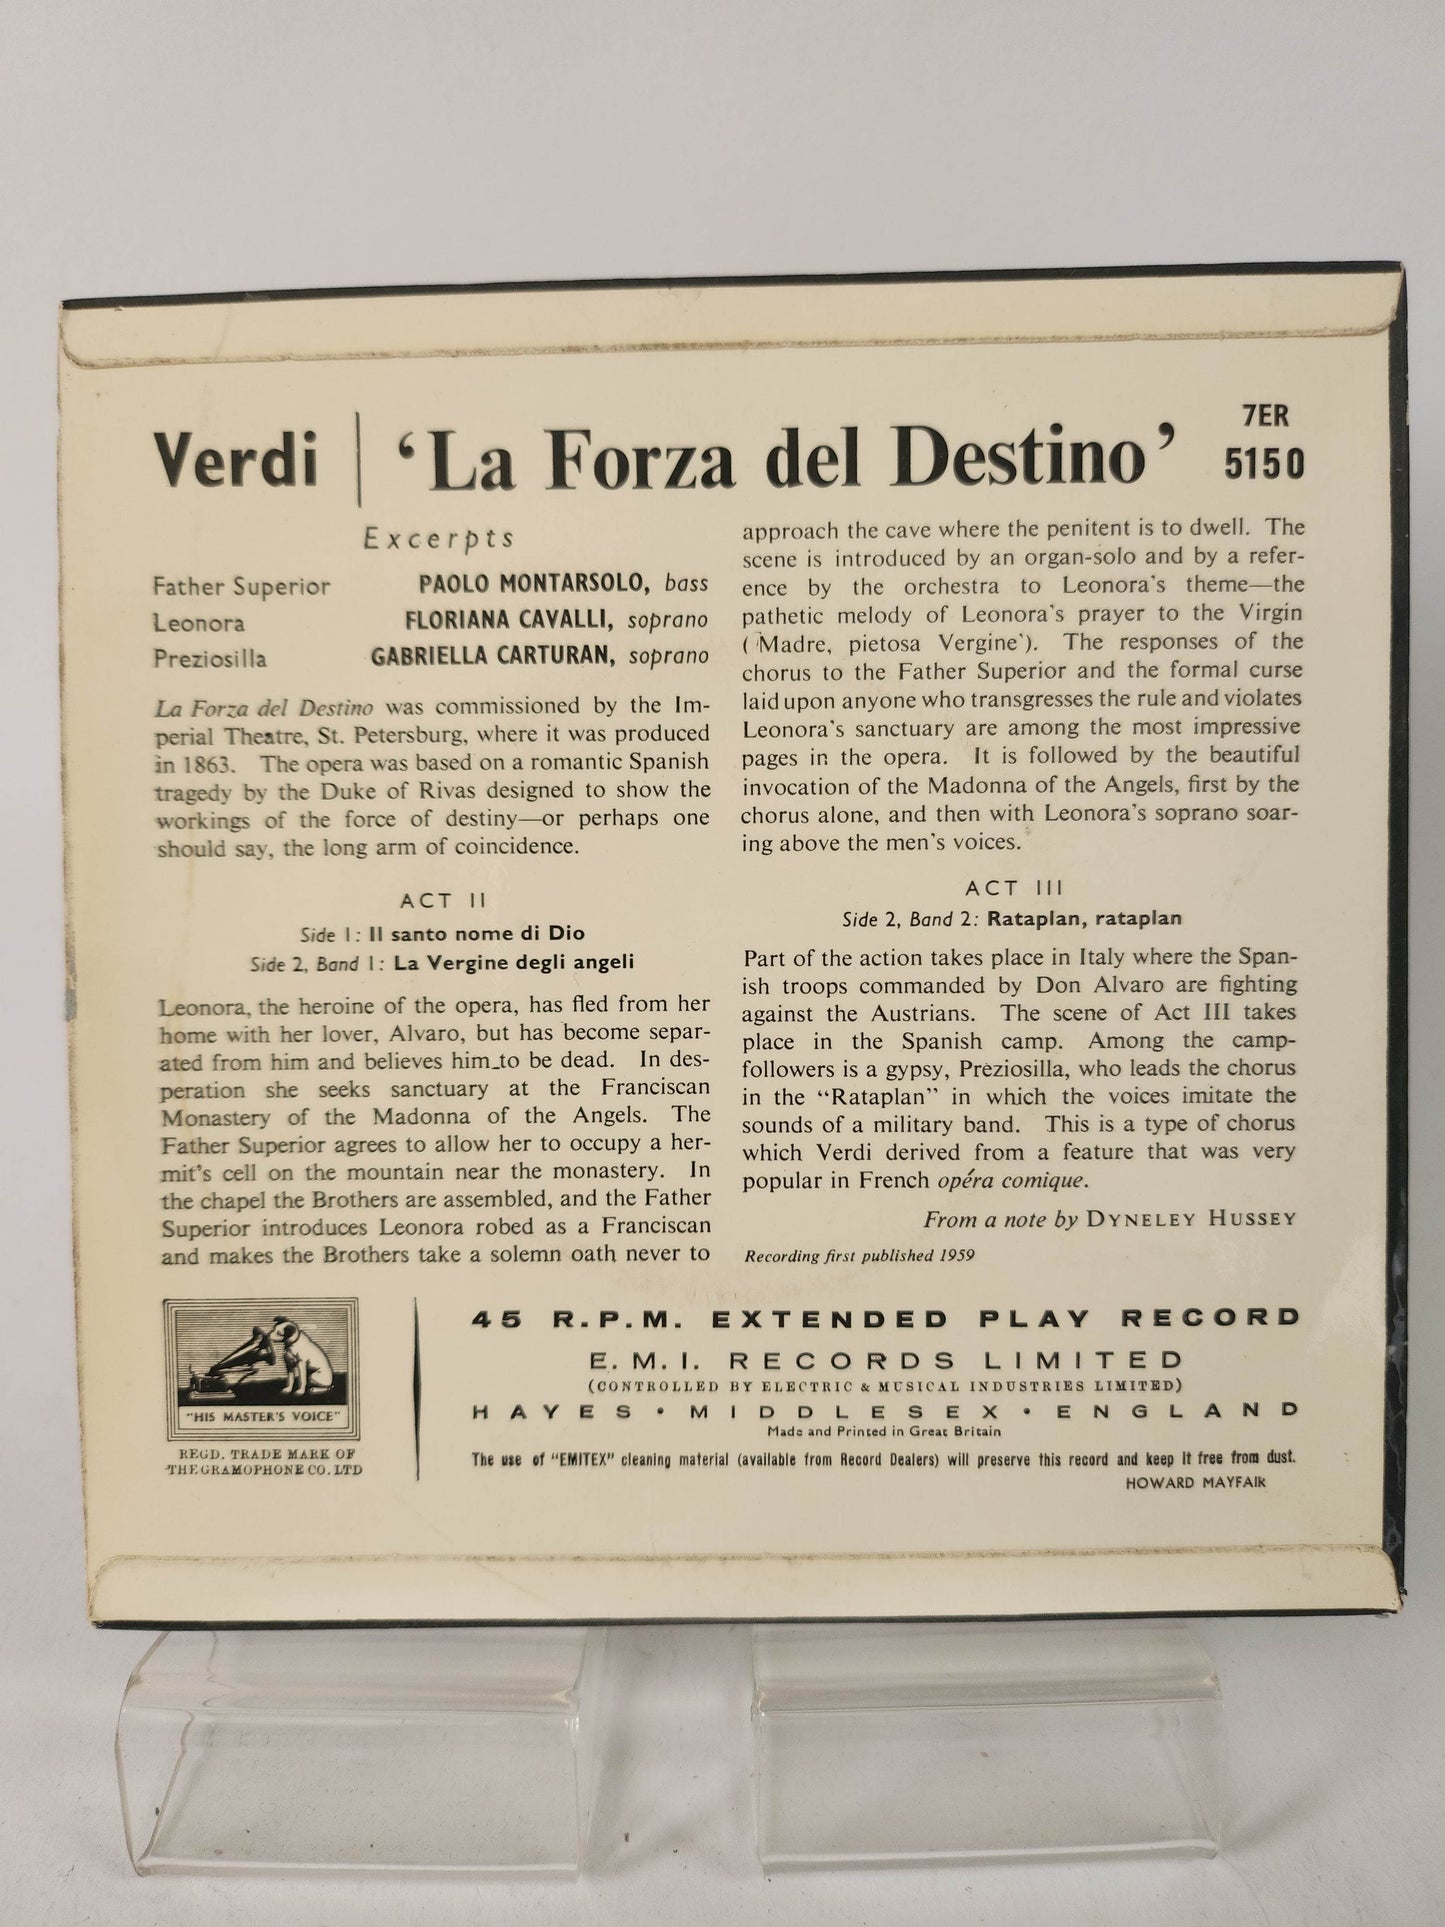 Verdi
'La Forza del Destino'
7ER
5150
Excerpts
Father Superior PAOLO MONTARSOLO, bass
Leonora FLORIANA CAVALLI, soprano
Preziosilla GABRIELLA CARTURAN, soprano
La Forza del Destino was commissioned by the Im-
perial Theatre, St. Petersburg, where it was produced
in 1863. The opera was based on a romantic Spanish
tragedy by the Duke of Rivas designed to show the
workings of the force of destiny—or perhaps one
should say, the long arm of coincidence.
ACT II
Side 1: Il santo nome di Dio
Side 2, Band 1: La Vergine degli angeli
Leonora, the heroine of the opera, has fled from her
home with her lover, Alvaro, but has become separ-
ated from him and believes him to be dead. In des-
peration she seeks sanctuary at the Franciscan
Monastery of the Madonna of the Angels. The
Father Superior agrees to allow her to occupy a her-
mit's cell on the mountain near the monastery. In
the chapel the Brothers are assembled, and the Father
Superior introduces Leonora robed as a Franciscan
and makes the Brothers take a solemn oath never to
approach the cave where the penitent is to dwell. The
scene is introduced by an organ-solo and by a refer-
ence by the orchestra to Leonora's theme—the
pathetic melody of Leonora's prayer to the Virgin
('Madre, pietosa Vergine'). The responses of the
chorus to the Father Superior and the formal curse
laid upon anyone who transgresses the rule and violates
Leonora's sanctuary are among the most impressive
pages in the opera. It is followed by the beautiful
invocation of the Madonna of the Angels, first by the
chorus alone, and then with Leonora's soprano soar-
ing above the men's voices.
ACT III
Side 2, Band 2: Rataplan, rataplan
Part of the action takes place in Italy where the Span-
ish troops commanded by Don Alvaro are fighting
against the Austrians. The scene of Act III takes
place in the Spanish camp. Among the camp-
followers is a gypsy, Preziosilla, who leads the chorus
in the "Rataplan" in which the voices imitate the
sounds of a military band. This is a type of chorus
which Verdi derived from a feature that was very
popular in French opéra comique.
From a note by DYNELEY HUSSEY
Recording first published 1959
"HIS MASTER'S VOICE"
REGD. TRADE MARK OF
THE GRAMOPHONE CO. LTD
45 R.P.M. EXTENDED PLAY RECORD
E.M.I. RECORDS LIMITED
(CONTROLLED BY ELECTRIC & MUSICAL INDUSTRIES LIMITED)
HAYES • MIDDLESEX • ENGLAND
Made and Printed in Great Britain
The use of "EMITEX" cleaning material (available from Record Dealers) will preserve this record and keep it free from dust.
HOWARD MAYFAIR